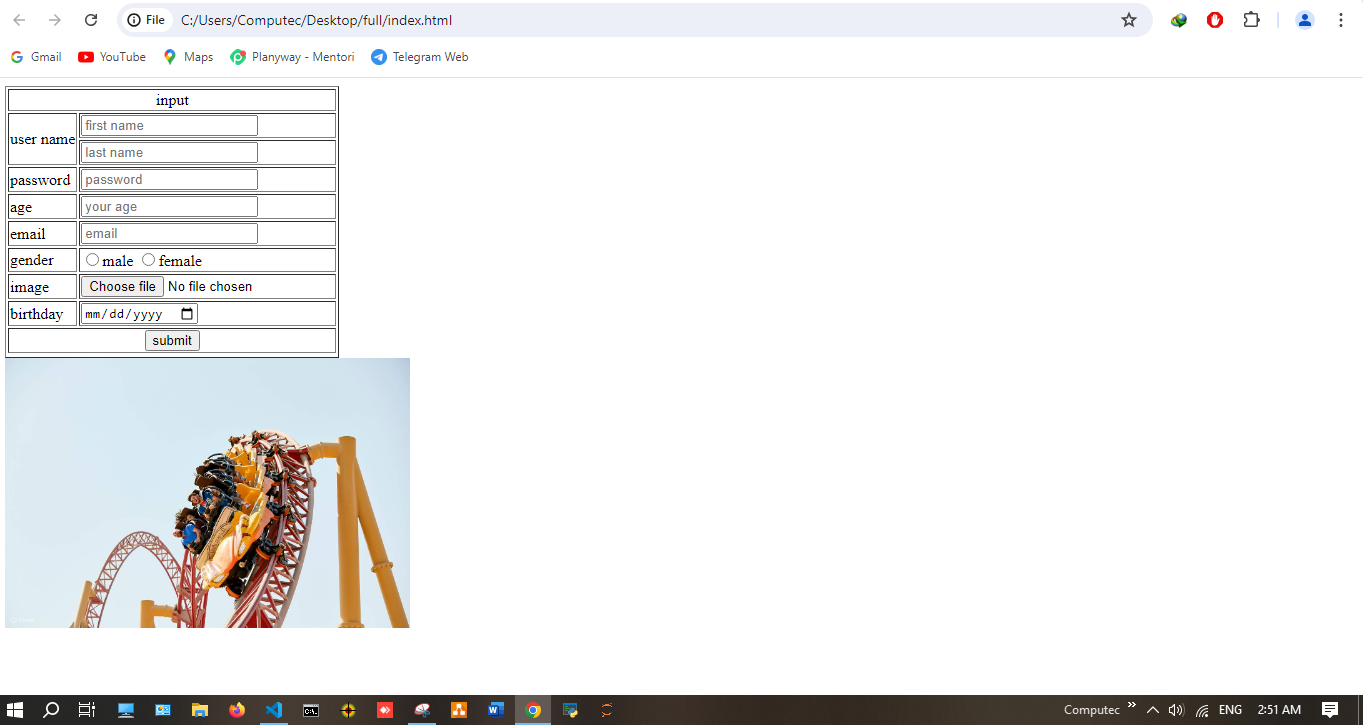 File C:/Users/Computec/Desktop/full/index.html
Gmail YouTube Maps Planyway - Mentori Telegram Web
input
user name first name
last name
password password
age your age
email email
gender male female
image Choose file No file chosen
birthday mm/dd/yyyy
submit
Computec ENG 2:51 AM